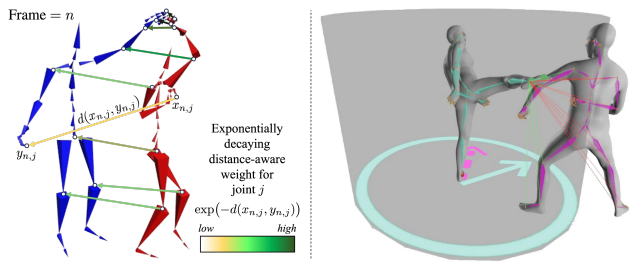 Frame = n
d(x_{n,j}, y_{n,j})
x_{n,j}
y_{n,j}
Exponentially
decaying
distance-aware
weight for
joint j
exp(−d(x_{n,j}, y_{n,j}))
low high